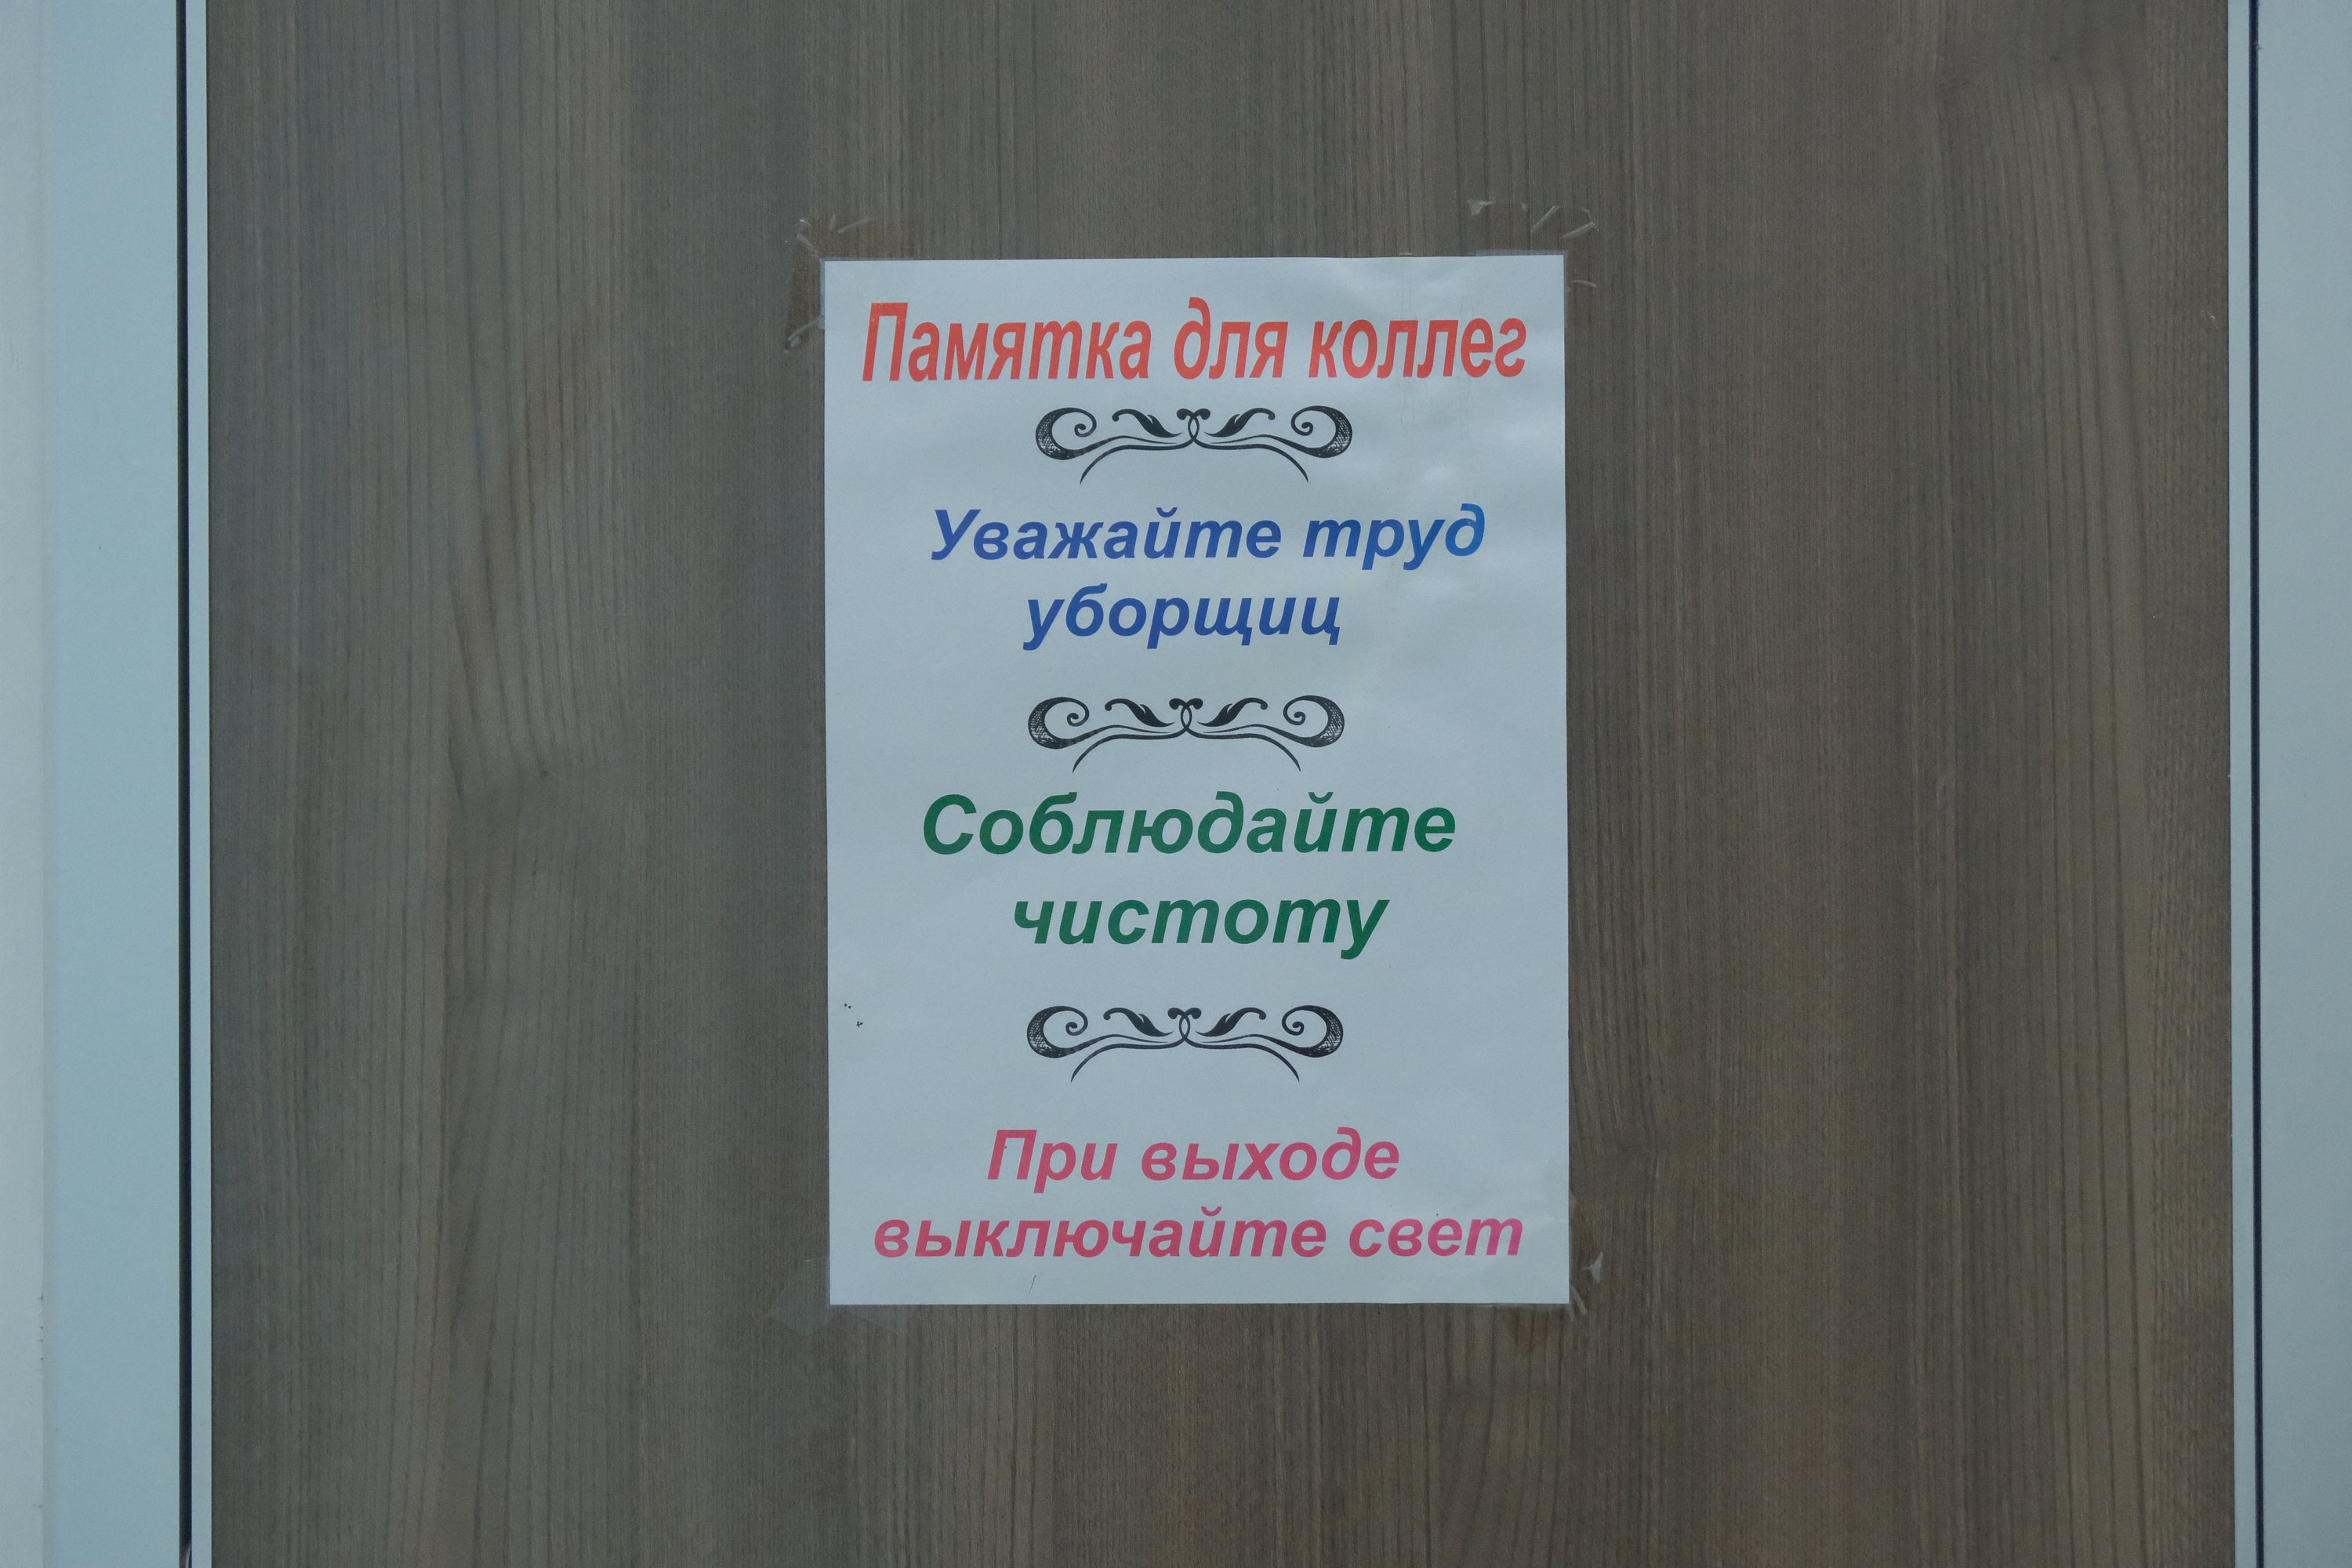 Памятка для коллег
Уважайте труд
уборщиц
Соблюдайте
чистоту
При выходе
выключайте свет